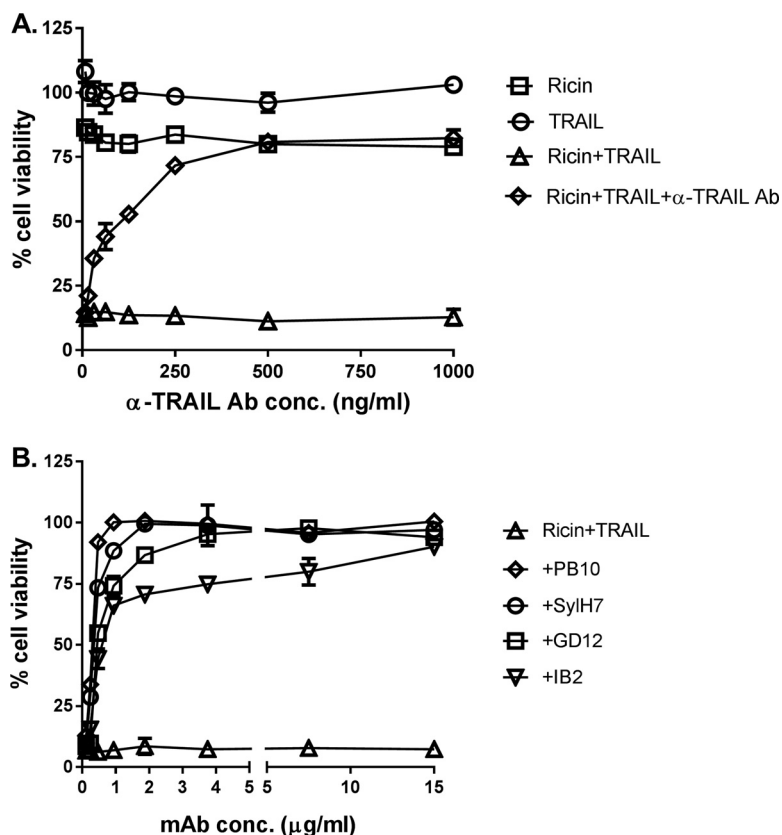 A.
% cell viability
125
100
75
50
25
0
0 250 500 750 1000
α-TRAIL Ab conc. (ng/ml)
Ricin
TRAIL
Ricin+TRAIL
Ricin+TRAIL+α-TRAIL Ab
B.
% cell viability
125
100
75
50
25
0
0 1 2 3 4 5 5 10 15
mAb conc. (μg/ml)
Ricin+TRAIL
+PB10
+SylH7
+GD12
+IB2